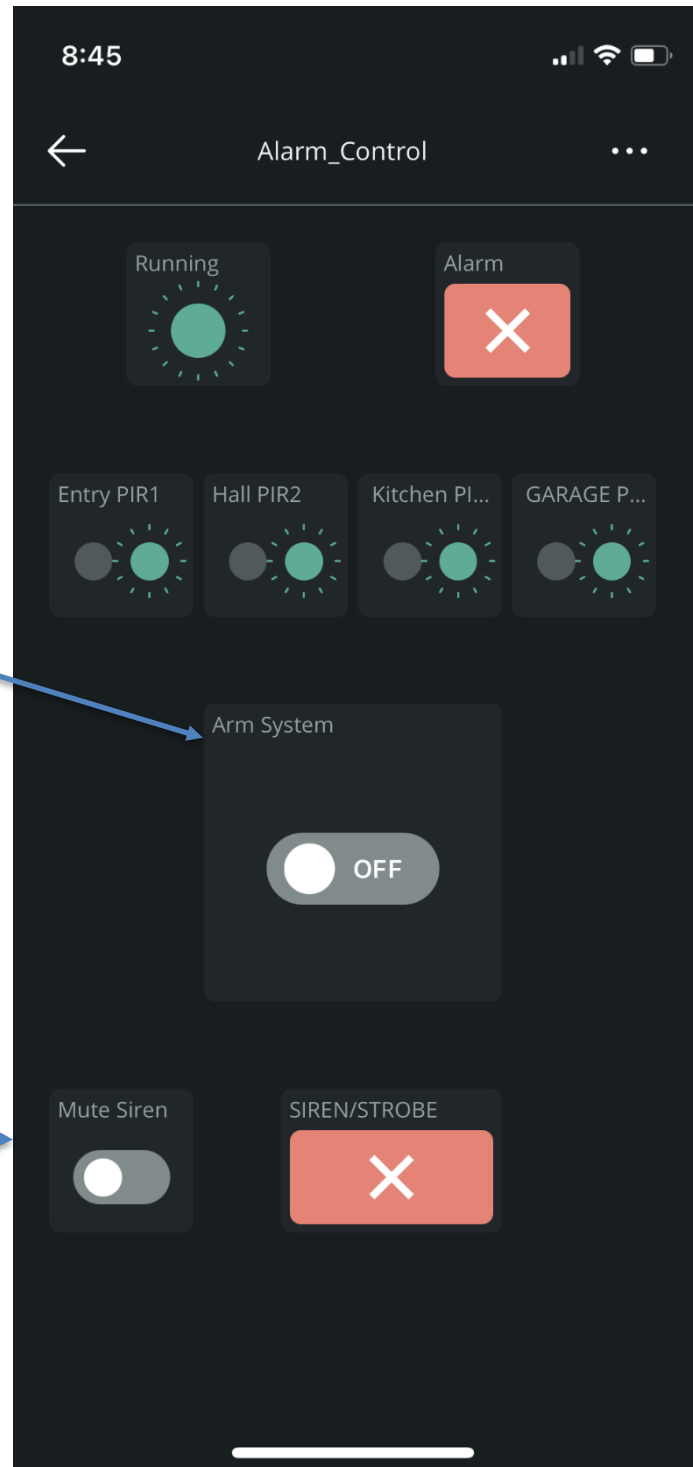 8:45
Alarm_Control
Running
Alarm
Entry PIR1
Hall PIR2
Kitchen PI...
GARAGE P...
Arm System
OFF
Mute Siren
SIREN/STROBE